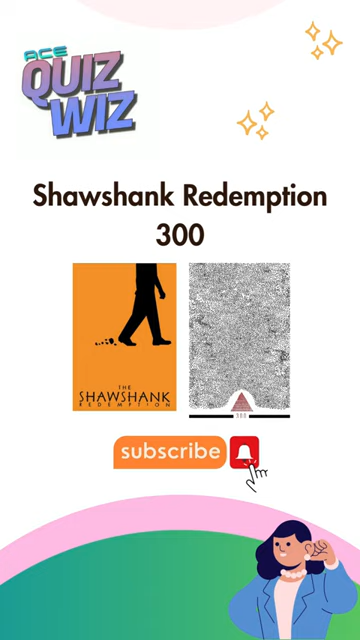 ACE
QUIZ
WIZ
Shawshank Redemption
300
THE
SHAWSHANK
REDEMPTION
subscribe